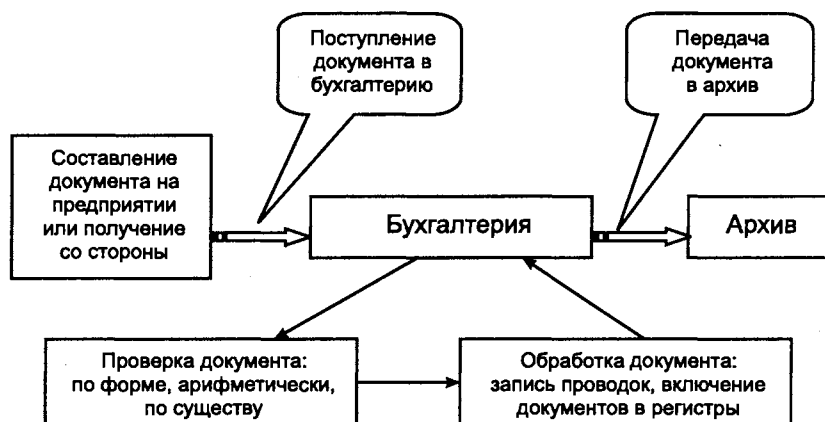 Поступление
документа в
бухгалтерию
Передача
документа
в архив
Составление
документа на
предприятии
или получение
со стороны
Бухгалтерия
Архив
Проверка документа:
по форме, арифметически,
по существу
Обработка документа:
запись проводок, включение
документов в регистры